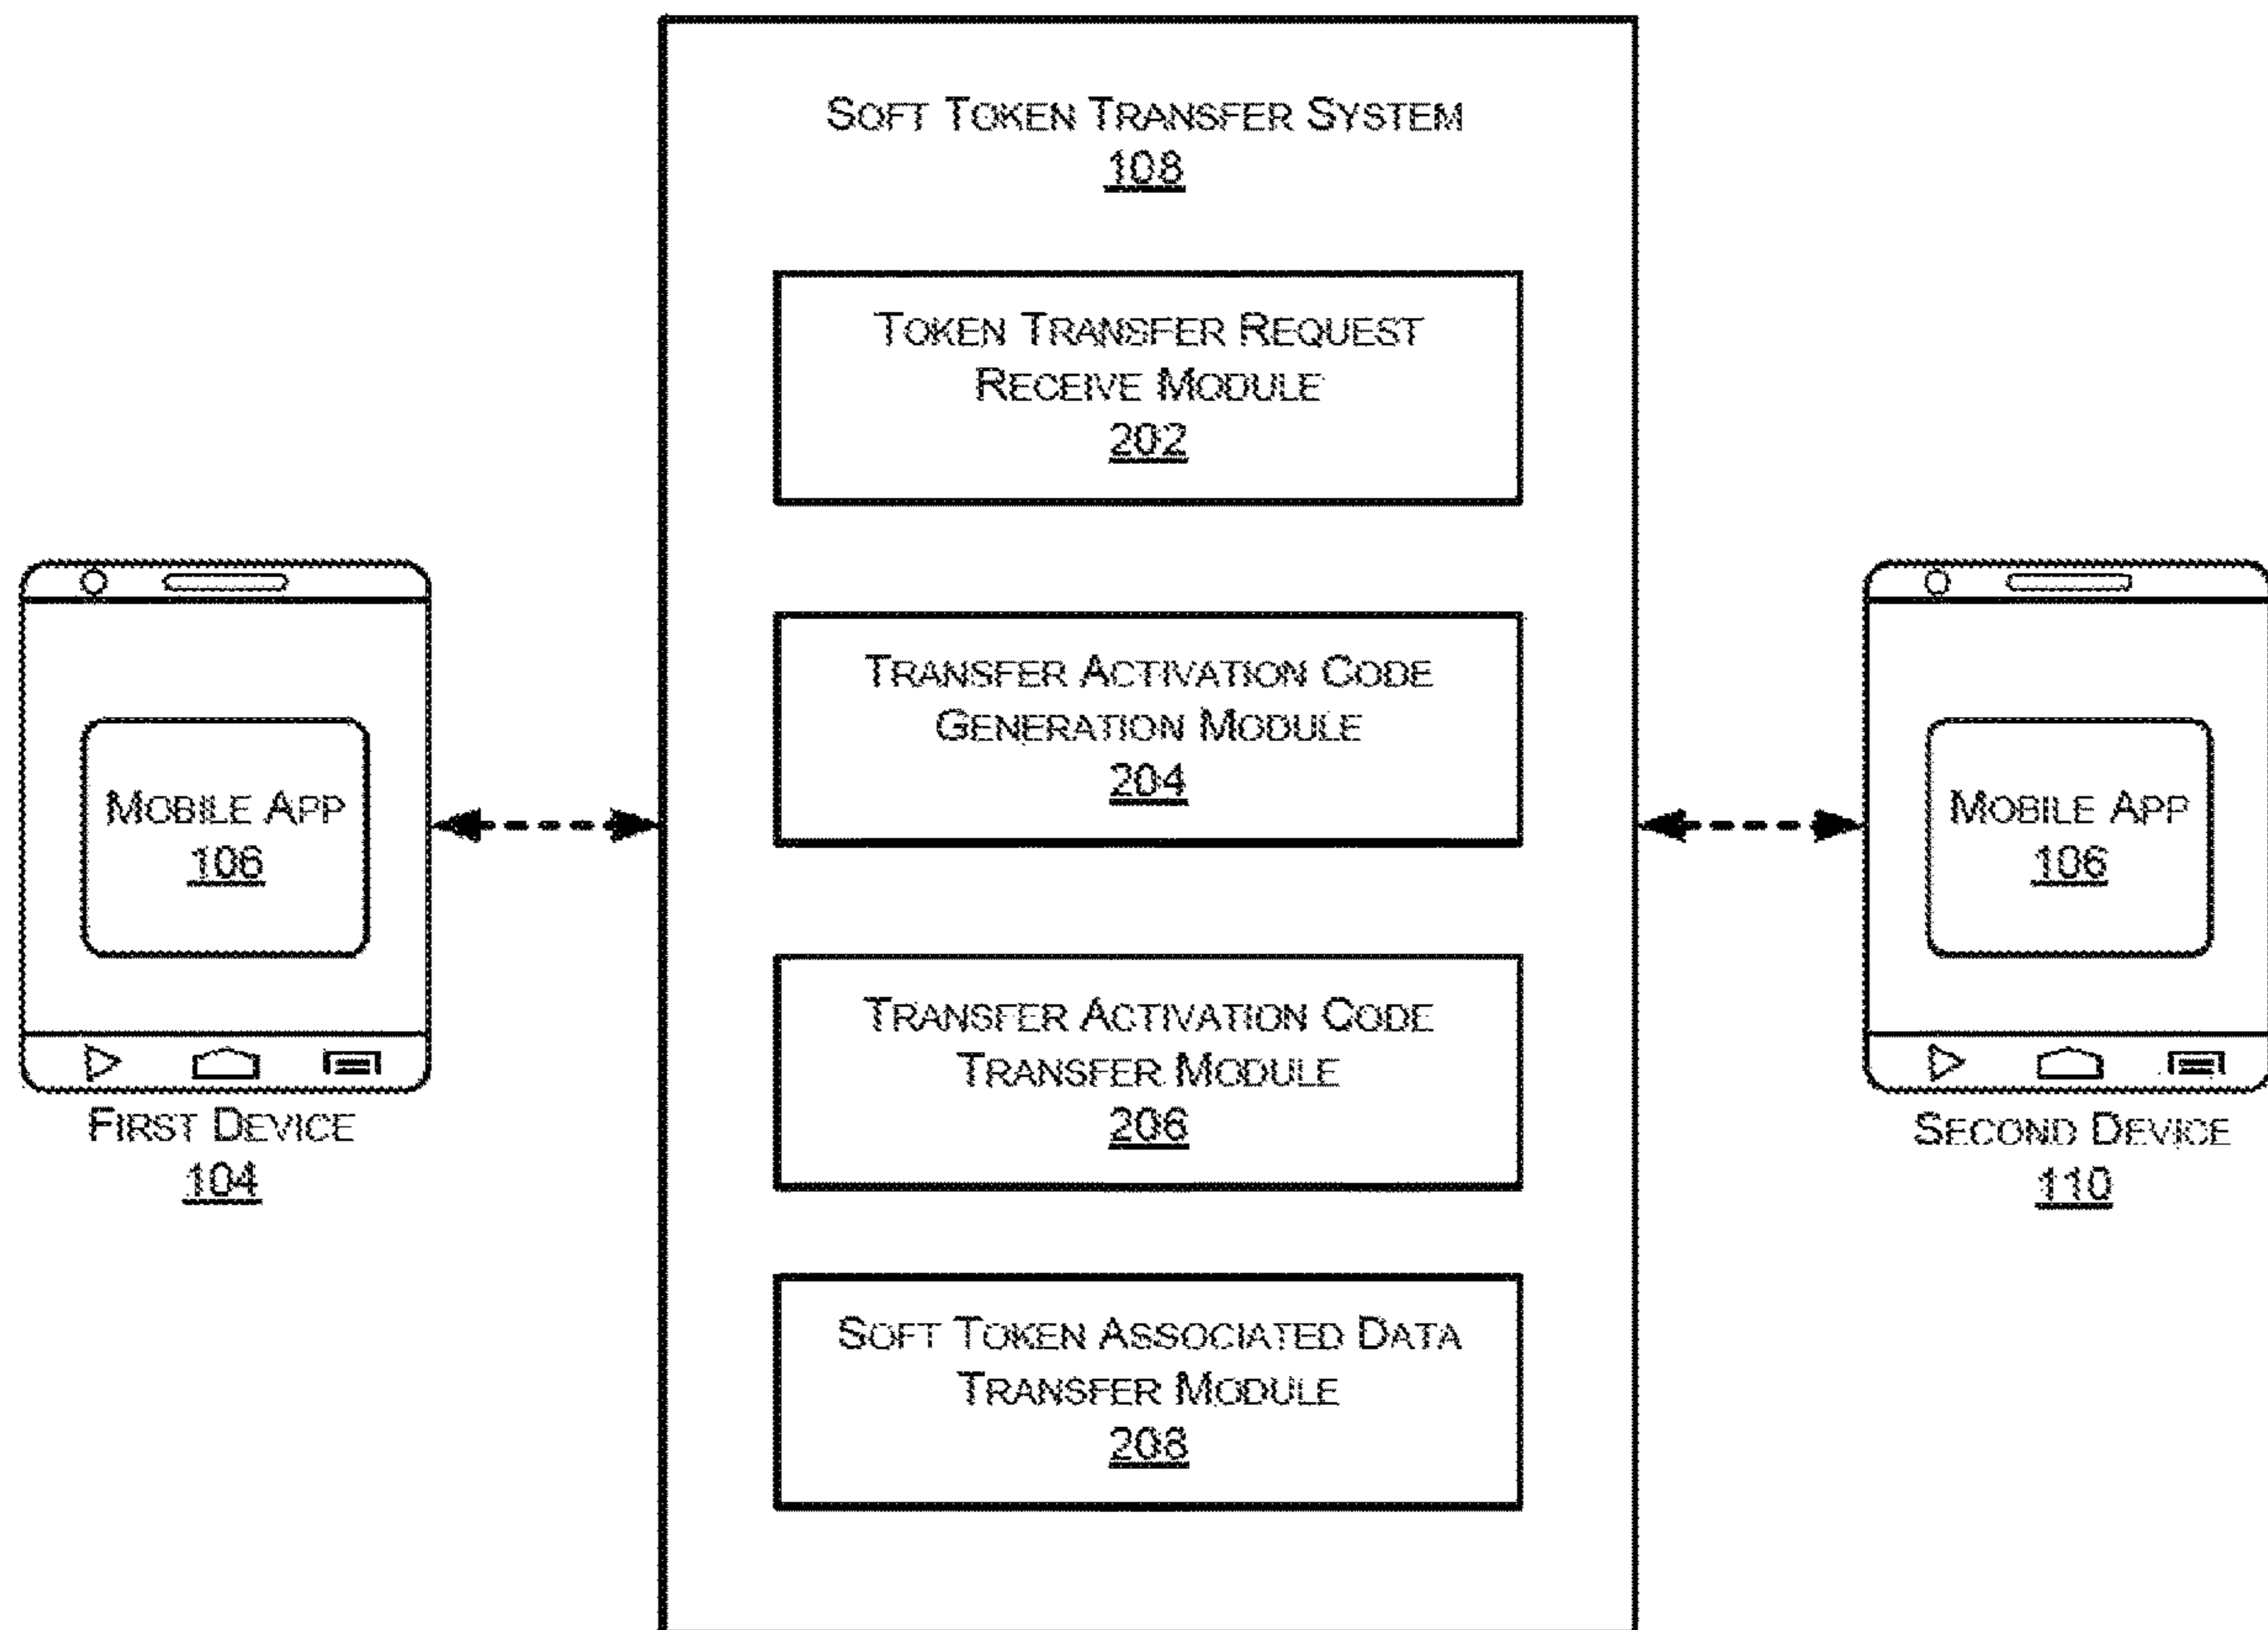 SOFT TOKEN TRANSFER SYSTEM
108
TOKEN TRANSFER REQUEST
RECEIVE MODULE
202
TRANSFER ACTIVATION CODE
GENERATION MODULE
204
TRANSFER ACTIVATION CODE
TRANSFER MODULE
206
SOFT TOKEN ASSOCIATED DATA
TRANSFER MODULE
208
MOBILE APP
106
FIRST DEVICE
104
MOBILE APP
106
SECOND DEVICE
110